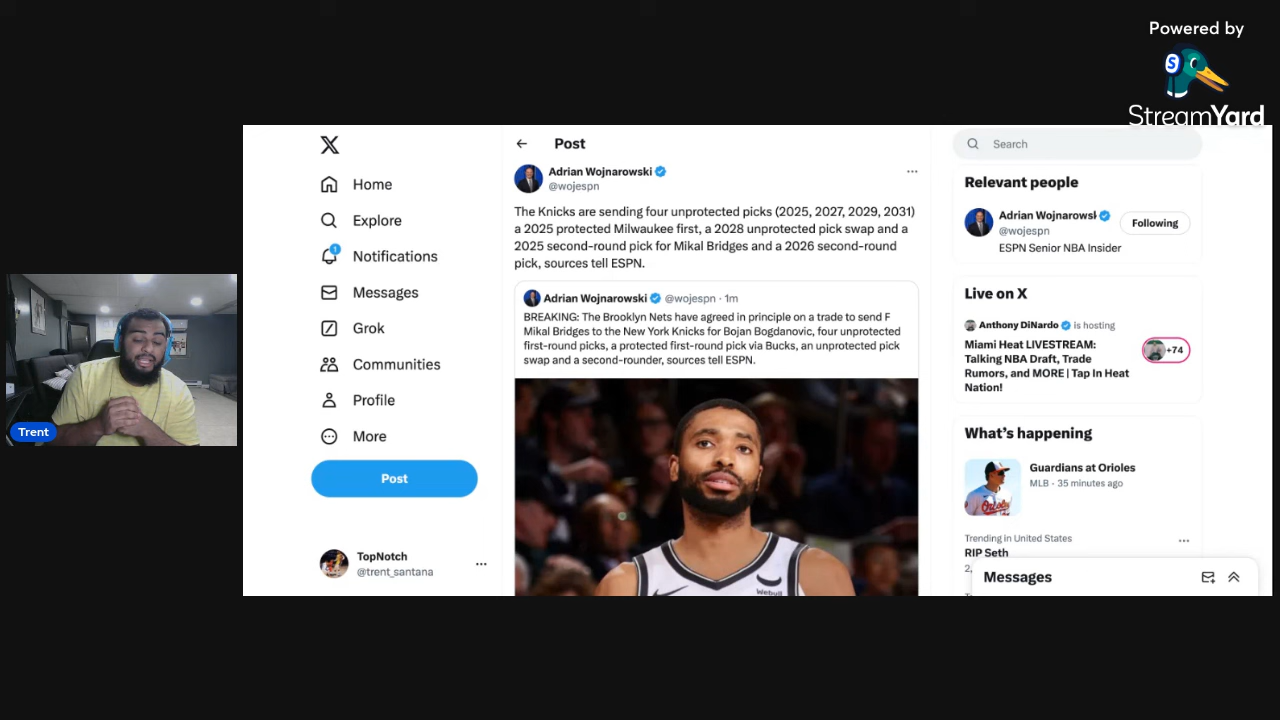 Powered by
S
StreamYard
Trent
X
Home
Explore
1
Notifications
Messages
Grok
Communities
Profile
More
Post
TopNotch
@trent_santana
Post
Adrian Wojnarowski
@wojespn
The Knicks are sending four unprotected picks (2025, 2027, 2029, 2031)
a 2025 protected Milwaukee first, a 2028 unprotected pick swap and a
2025 second-round pick for Mikal Bridges and a 2026 second-round
pick, sources tell ESPN.
Adrian Wojnarowski @wojespn · 1m
BREAKING: The Brooklyn Nets have agreed in principle on a trade to send F
Mikal Bridges to the New York Knicks for Bojan Bogdanovic, four unprotected
first-round picks, a protected first-round pick via Bucks, an unprotected pick
swap and a second-rounder, sources tell ESPN.
Webull
Search
Relevant people
Adrian Wojnarowski
@wojespn
Following
ESPN Senior NBA Insider
Live on X
Anthony DiNardo is hosting
Miami Heat LIVESTREAM:
Talking NBA Draft, Trade
Rumors, and MORE | Tap In Heat
Nation!
+74
What's happening
Guardians at Orioles
MLB · 35 minutes ago
Orioles
Trending in United States
RIP Seth
2,
Messages